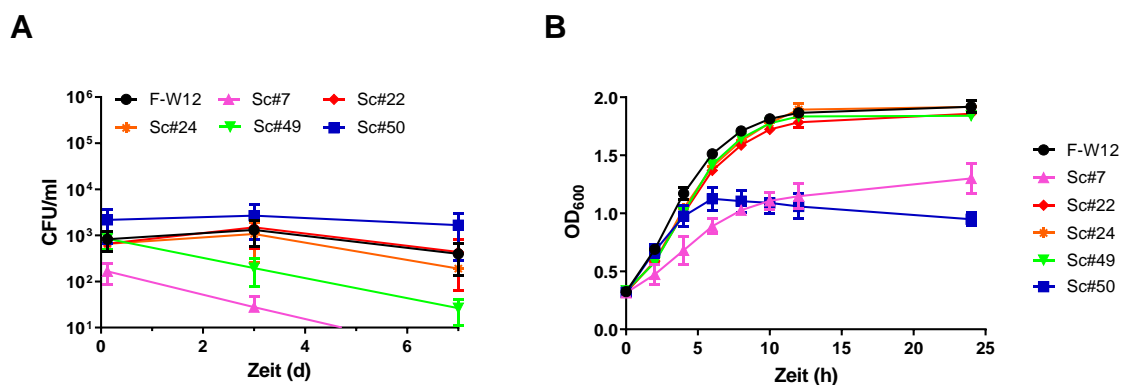 A
B
F-W12 Sc#7 Sc#22
Sc#24 Sc#49 Sc#50
CFU/ml
10⁶
10⁵
10⁴
10³
10²
10¹
0 2 4 6
Zeit (d)
OD₆₀₀
2.0
1.5
1.0
0.5
0.0
0 5 10 15 20 25
Zeit (h)
F-W12
Sc#7
Sc#22
Sc#24
Sc#49
Sc#50